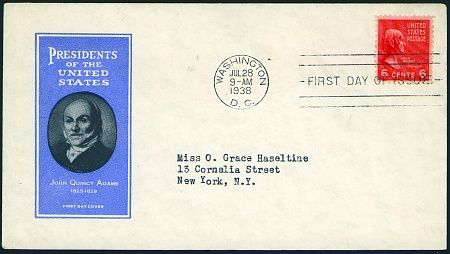 PRESIDENTS
OF THE
UNITED
STATES
JOHN QUINCY ADAMS
1825-1829
FIRST DAY COVER
WASHINGTON
JUL 28
9-AM
1938
D. C.
FIRST DAY OF ISSUE
UNITED
STATES
POSTAGE
6 CENTS 6
Miss O. Grace Haseltine
13 Cornelia Street
New York, N.Y.